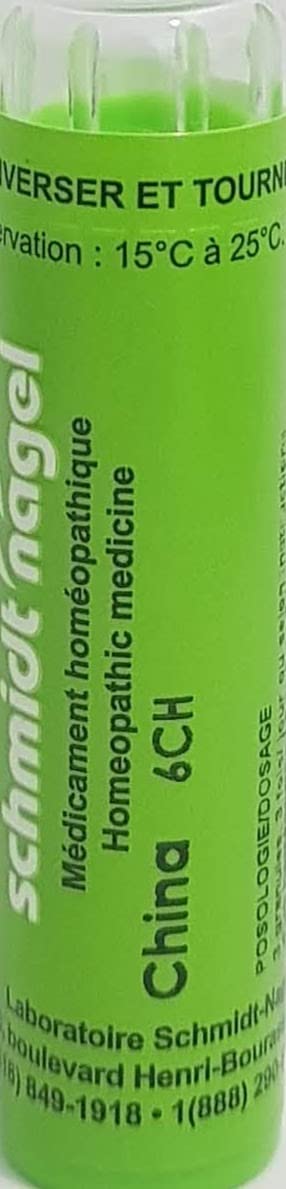 VERSER ET TOURN
rvation : 15°C à 25°C.
schmidt nagel
Médicament homéopathique
Homeopathic medicine
China 6CH
POSOLOGIE/DOSAGE
Laboratoire Schmidt-Na
boulevard Henri-Bouras
849-1918 • 1(888) 290